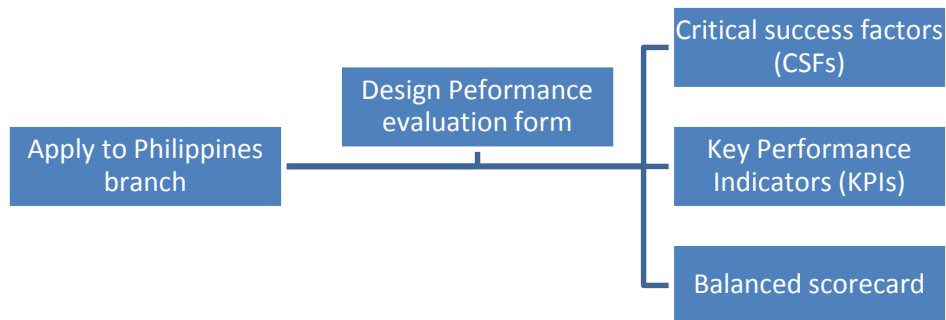 Apply to Philippines
branch
Design Peformance
evaluation form
Critical success factors
(CSFs)
Key Performance
Indicators (KPIs)
Balanced scorecard